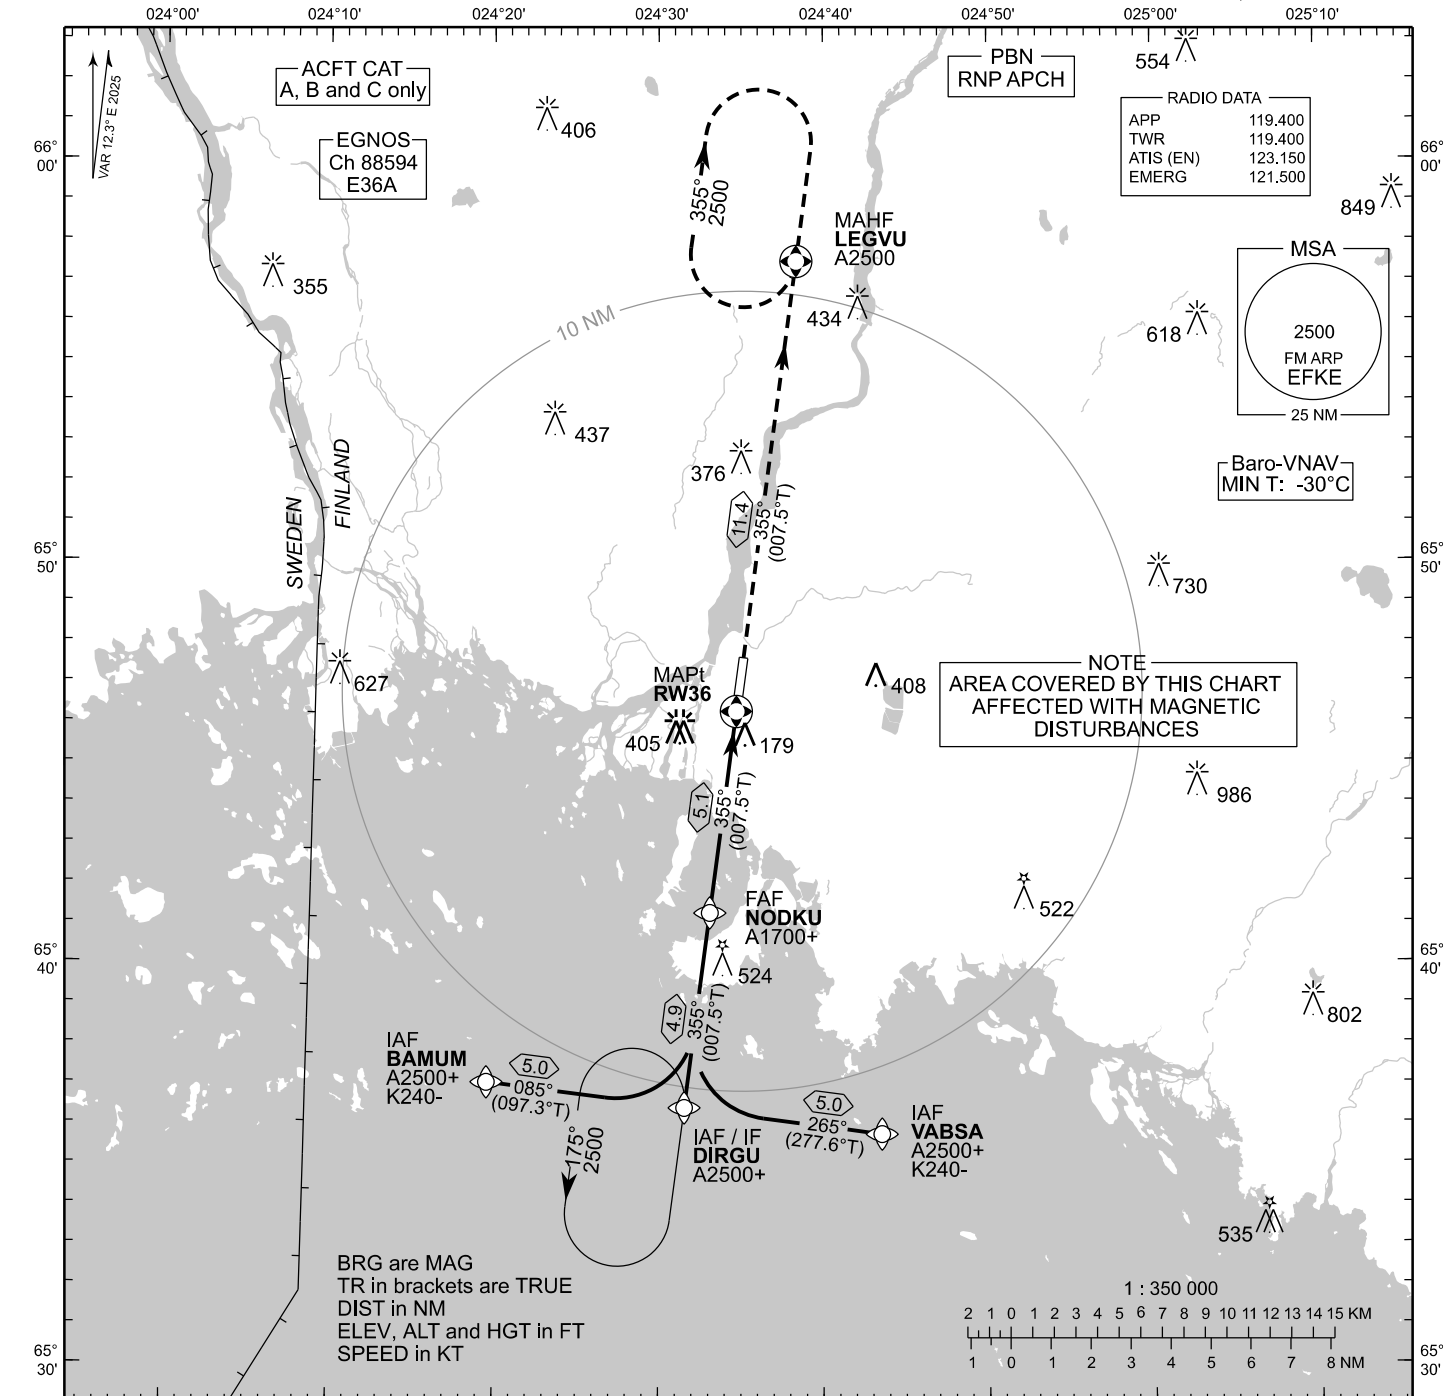 024°00'
024°10'
024°20'
024°30'
024°40'
024°50'
025°00'
025°10'
VAR 12.3° E 2025
ACFT CAT
A, B and C only
EGNOS
Ch 88594
E36A
PBN
RNP APCH
RADIO DATA
APP 119.400
TWR 119.400
ATIS (EN) 123.150
EMERG 121.500
554
406
849
66°
00'
66°
00'
355°
2500
MAHF
LEGVU
A2500
MSA
2500
FM ARP
EFKE
25 NM
355
434
618
10 NM
437
376
Baro-VNAV
MIN T: -30°C
SWEDEN
FINLAND
11.4
355°
(007.5°T)
65°
50'
65°
50'
730
627
MAPt
RW36
405
179
408
NOTE
AREA COVERED BY THIS CHART
AFFECTED WITH MAGNETIC
DISTURBANCES
986
5.1
355°
(007.5°T)
522
FAF
NODKU
A1700+
524
65°
40'
65°
40'
802
4.9
355°
(007.5°T)
IAF
BAMUM
A2500+
K240-
5.0
085°
(097.3°T)
5.0
265°
(277.6°T)
IAF
VABSA
A2500+
K240-
IAF / IF
DIRGU
A2500+
175°
2500
535
BRG are MAG
TR in brackets are TRUE
DIST in NM
ELEV, ALT and HGT in FT
SPEED in KT
1 : 350 000
2 1 0 1 2 3 4 5 6 7 8 9 10 11 12 13 14 15 KM
1 0 1 2 3 4 5 6 7 8 NM
65°
30'
65°
30'